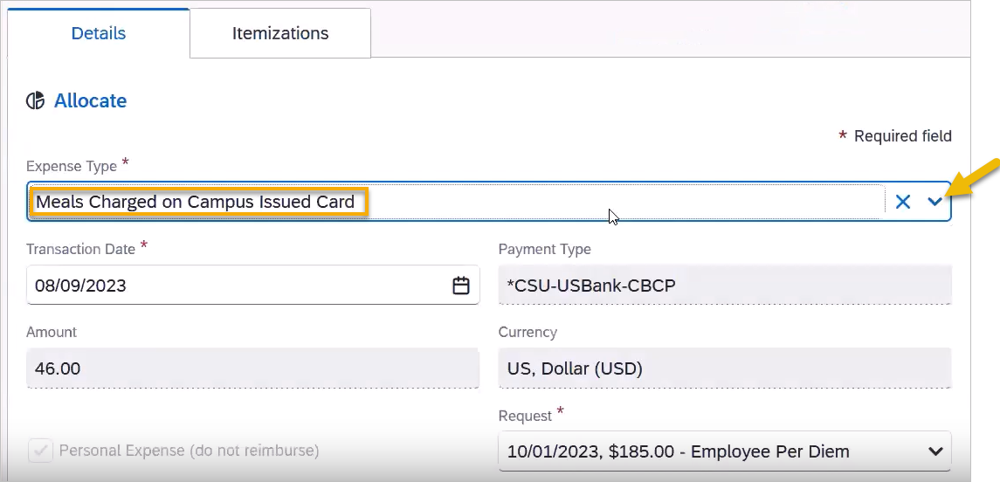 Details
Itemizations
Allocate
* Required field
Expense Type *
Meals Charged on Campus Issued Card
Transaction Date *
Payment Type
08/09/2023
*CSU-USBank-CBCP
Amount
Currency
46.00
US, Dollar (USD)
Request *
Personal Expense (do not reimburse)
10/01/2023, $185.00 - Employee Per Diem